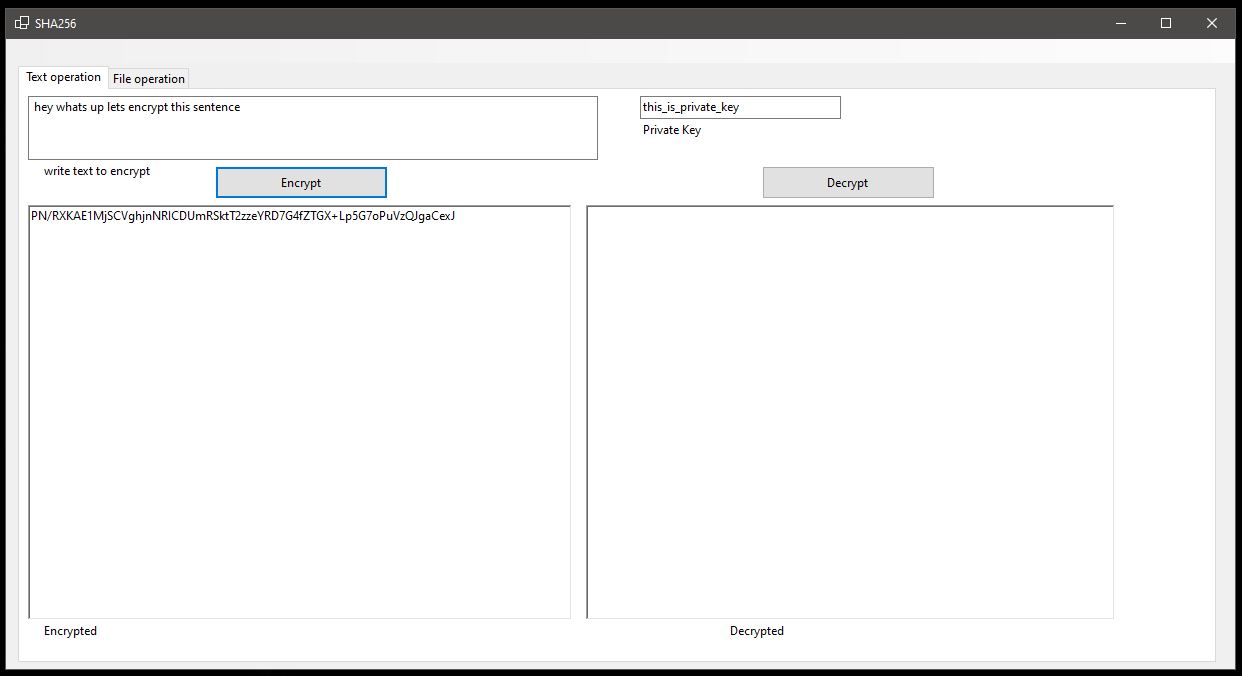 SHA256
Text operation
File operation
hey whats up lets encrypt this sentence
this_is_private_key
Private Key
write text to encrypt
Encrypt
Decrypt
PN/RXKAE1MjSCVghjnNRICDUmRSktT2zzeYRD7G4fZTGX+Lp5G7oPuVzQJgaCexJ
Encrypted
Decrypted